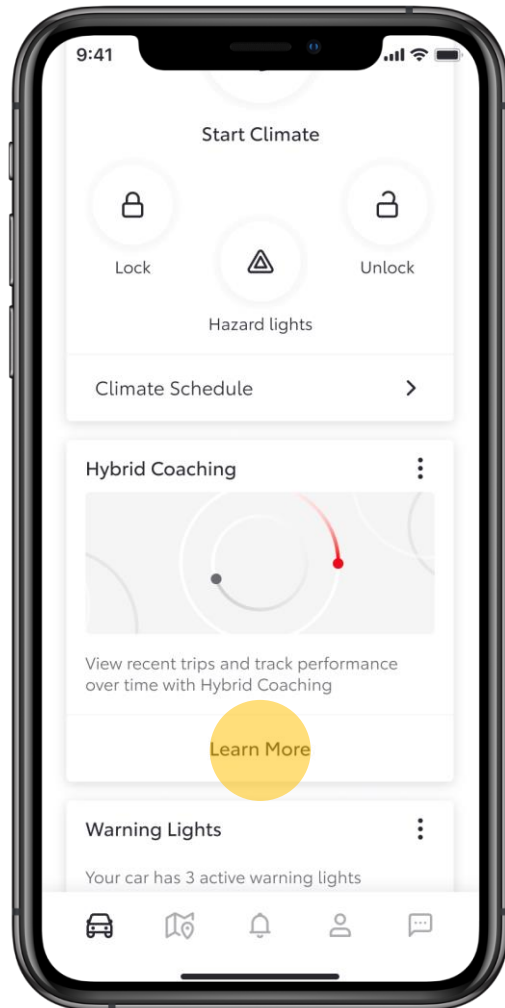 9:41
Start Climate
Lock
Unlock
Hazard lights
Climate Schedule
Hybrid Coaching
View recent trips and track performance
over time with Hybrid Coaching
Learn More
Warning Lights
Your car has 3 active warning lights